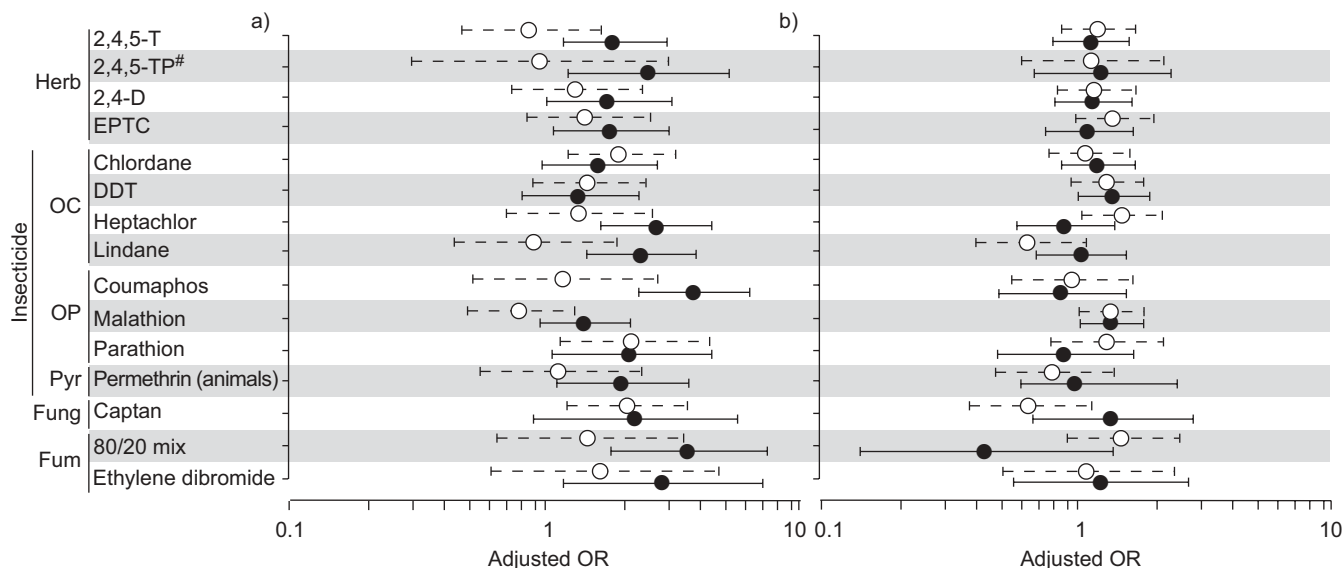 a) b)
Herb
2,4,5-T
2,4,5-TP#
2,4-D
EPTC
Insecticide
OC
Chlordane
DDT
Heptachlor
Lindane
OP
Coumaphos
Malathion
Parathion
Pyr Permethrin (animals)
Fung Captan
Fum
80/20 mix
Ethylene dibromide
0.1 1 10 0.1 1 10
Adjusted OR Adjusted OR